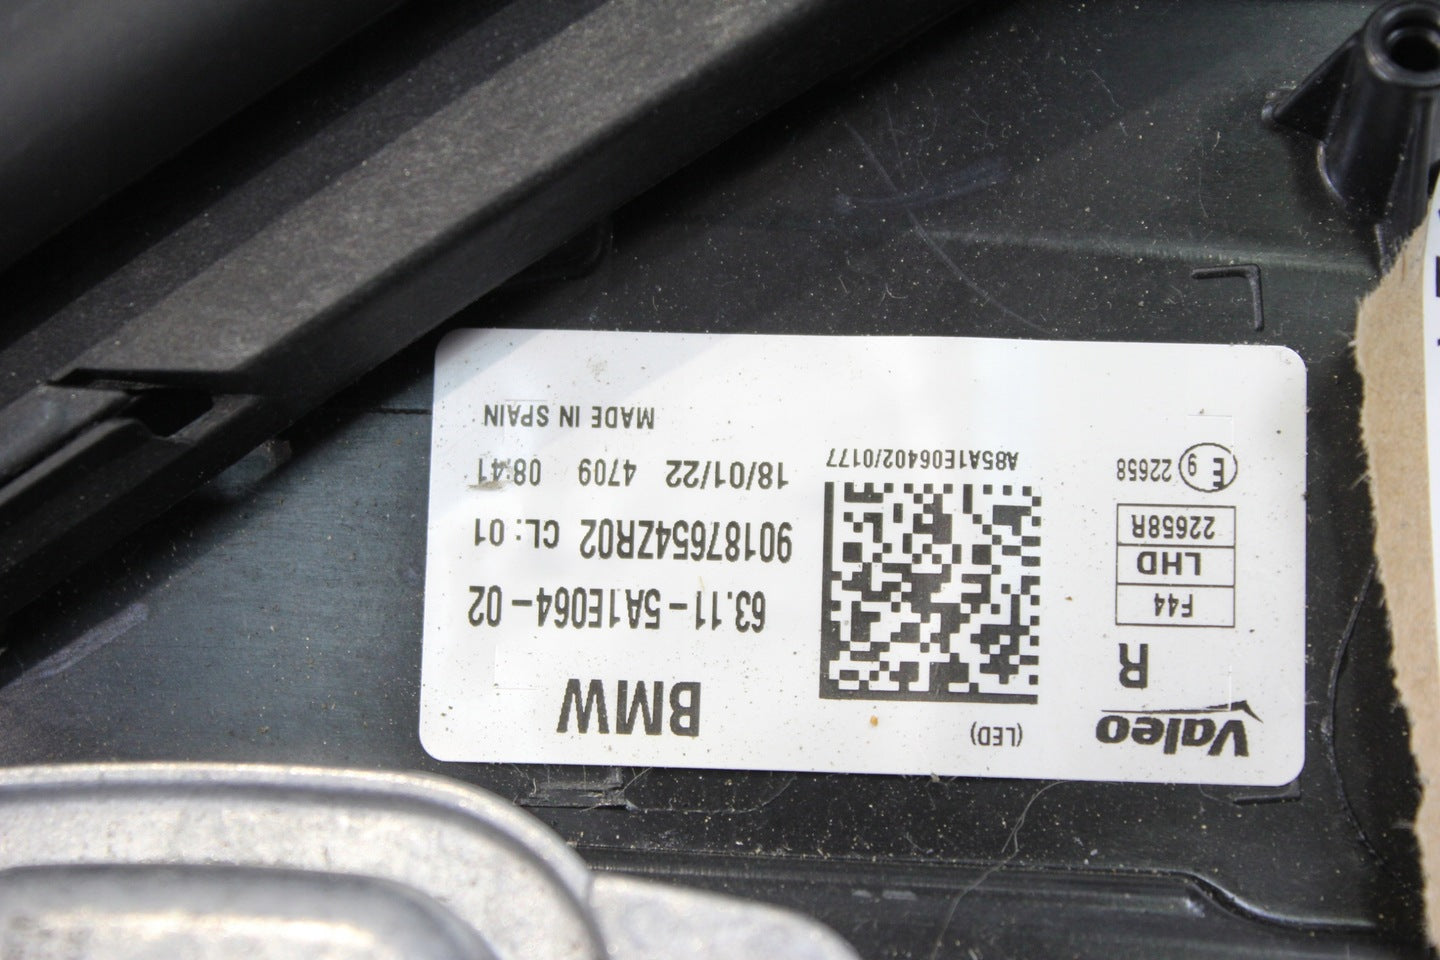 Valeo
(LED)
BMW
R
F44
LHD
22658R
E 9 22658
A85A1E06402/0177
63.11-5A1E064-02
90187654ZR02 CL:01
18/01/22 4709 08:41
MADE IN SPAIN